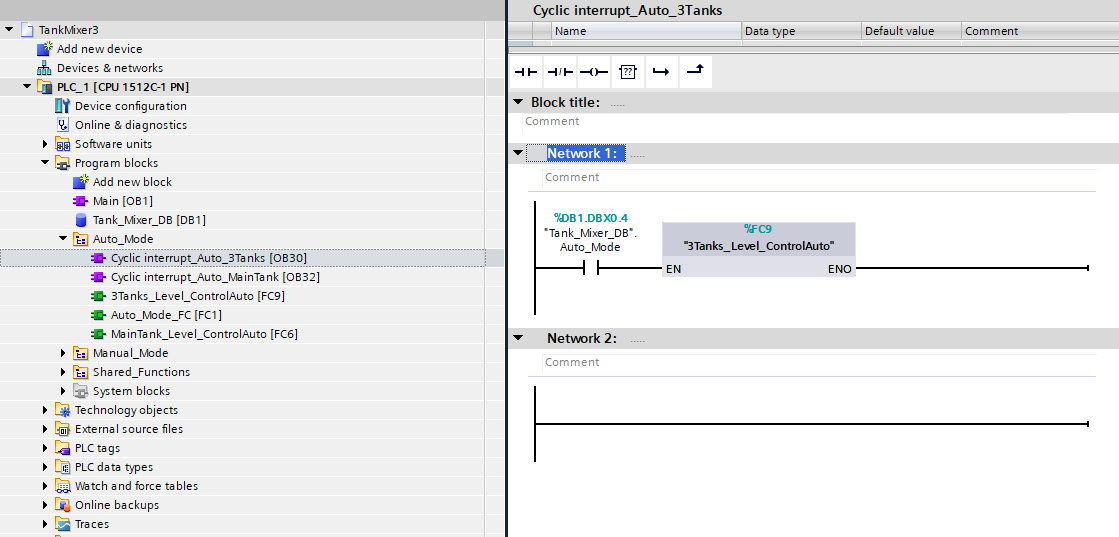 TankMixer3
Add new device
Devices & networks
PLC_1 [CPU 1512C-1 PN]
Device configuration
Online & diagnostics
Software units
Program blocks
Add new block
Main [OB1]
Tank_Mixer_DB [DB1]
Auto_Mode
Cyclic interrupt_Auto_3Tanks [OB30]
Cyclic interrupt_Auto_MainTank [OB32]
3Tanks_Level_ControlAuto [FC9]
Auto_Mode_FC [FC1]
MainTank_Level_ControlAuto [FC6]
Manual_Mode
Shared_Functions
System blocks
Technology objects
External source files
PLC tags
PLC data types
Watch and force tables
Online backups
Traces
Cyclic interrupt_Auto_3Tanks
Name Data type Default value Comment
??
Block title: .....
Comment
Network 1: .....
Comment
%DB1.DBX0.4
"Tank_Mixer_DB".
Auto_Mode
%FC9
"3Tanks_Level_ControlAuto"
EN ENO
Network 2: .....
Comment